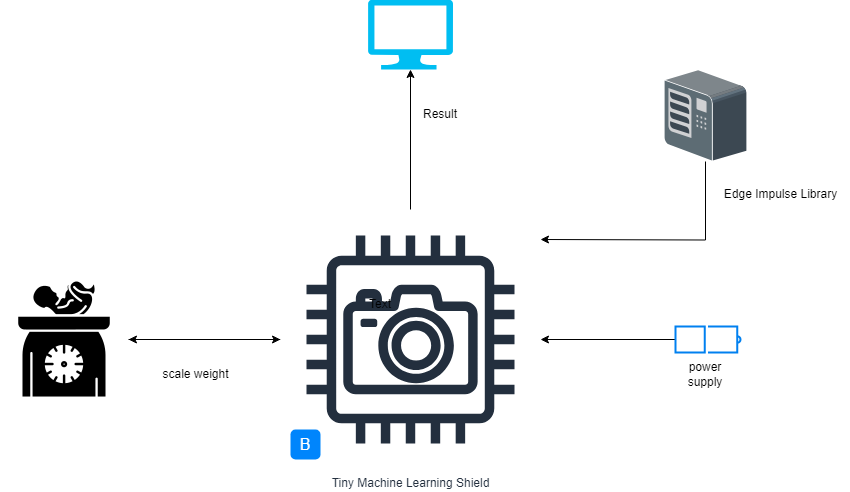 Result
Edge Impulse Library
Text
scale weight
power
supply
B
Tiny Machine Learning Shield